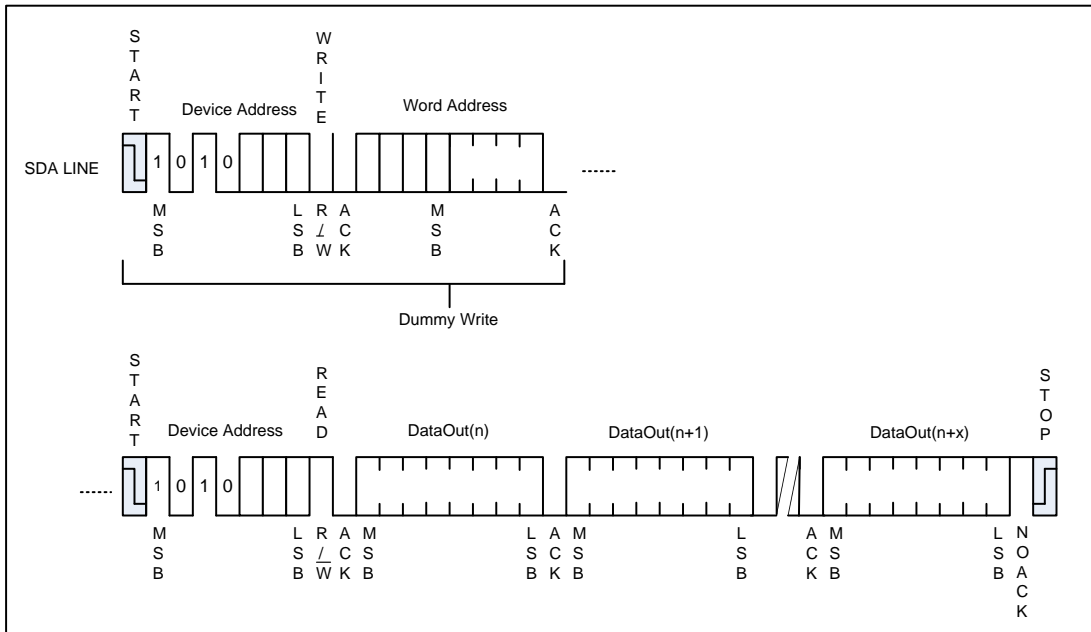 START
WRITE
Device Address
Word Address
SDA LINE
1 0 1 0
MSB
LSB
R/W
ACK
MSB
ACK
Dummy Write
START
READ
STOP
Device Address
DataOut(n)
DataOut(n+1)
DataOut(n+x)
1 0 1 0
MSB
LSB
R/W
ACK
MSB
LSB
ACK
MSB
LSB
ACK
MSB
LSB
NOACK